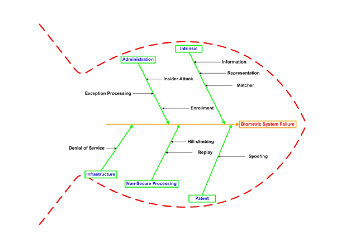 Intrinsic
Administration
Information
Representation
Insider Attack
Matcher
Exception Processing
Enrollment
Biometric System Failure
Hill climbing
Denial of Service
Replay
Spoofing
Infrastructure
Non-Secure Processing
Patent